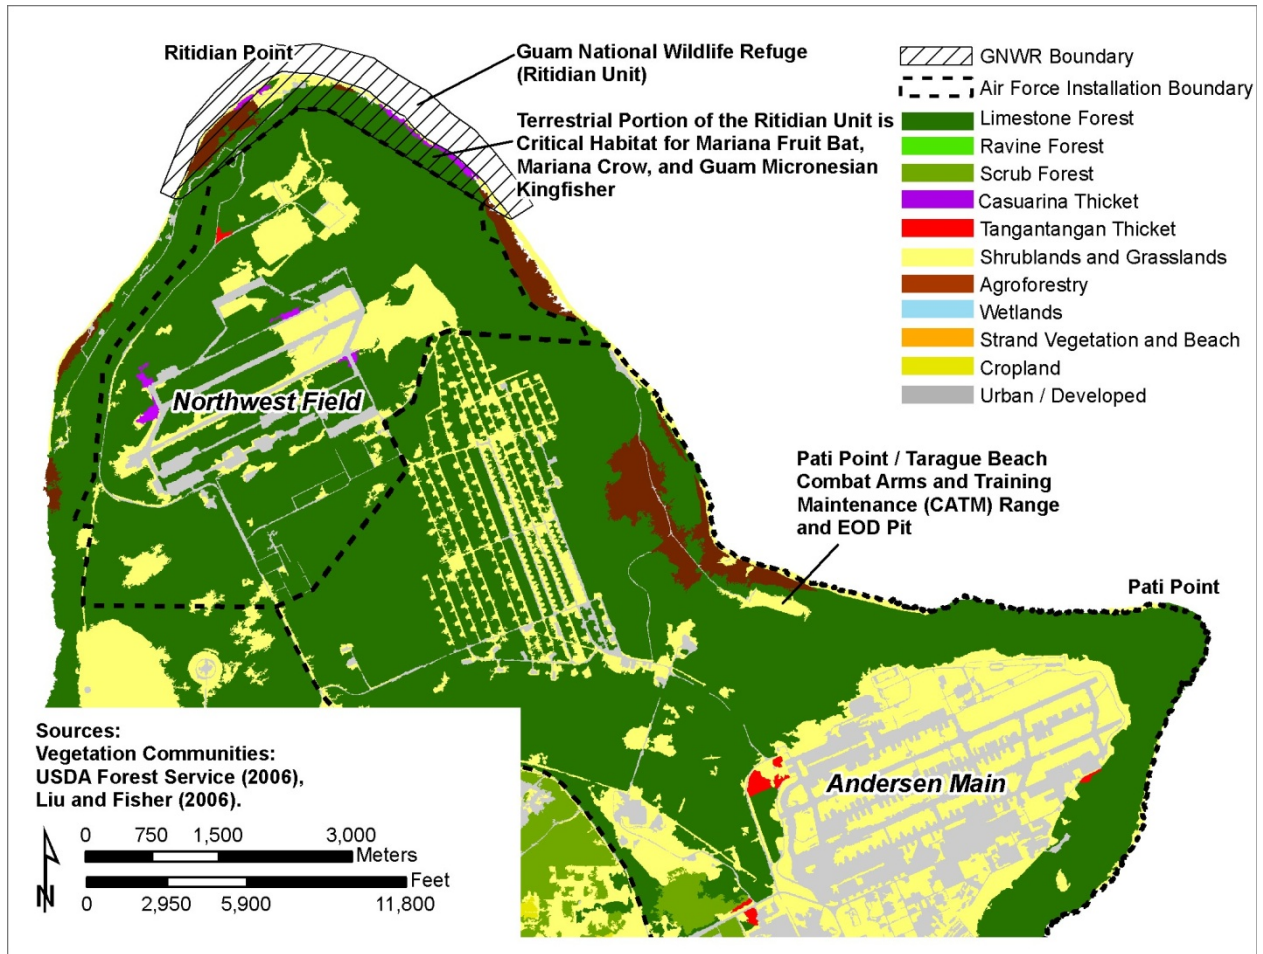 Ritidian Point
Guam National Wildlife Refuge
(Ritidian Unit)
Terrestrial Portion of the Ritidian Unit is
Critical Habitat for Mariana Fruit Bat,
Mariana Crow, and Guam Micronesian
Kingfisher
GNWR Boundary
Air Force Installation Boundary
Limestone Forest
Ravine Forest
Scrub Forest
Casuarina Thicket
Tangantangan Thicket
Shrublands and Grasslands
Agroforestry
Wetlands
Strand Vegetation and Beach
Cropland
Urban / Developed
Northwest Field
Pati Point / Tarague Beach
Combat Arms and Training
Maintenance (CATM) Range
and EOD Pit
Pati Point
Andersen Main
Sources:
Vegetation Communities:
USDA Forest Service (2006),
Liu and Fisher (2006).
N
0 750 1,500 3,000
Meters
Feet
0 2,950 5,900 11,800